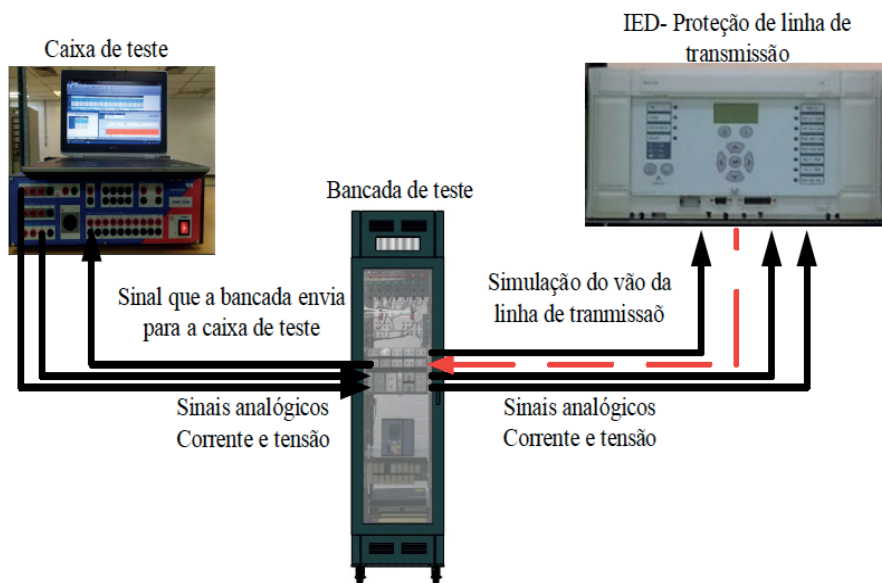 Caixa de teste
IED- Proteção de linha de
transmissão
Bancada de teste
Sinal que a bancada envia
para a caixa de teste
Simulação do vão da
linha de tranmissaõ
Sinais analógicos
Corrente e tensão
Sinais analógicos
Corrente e tensão